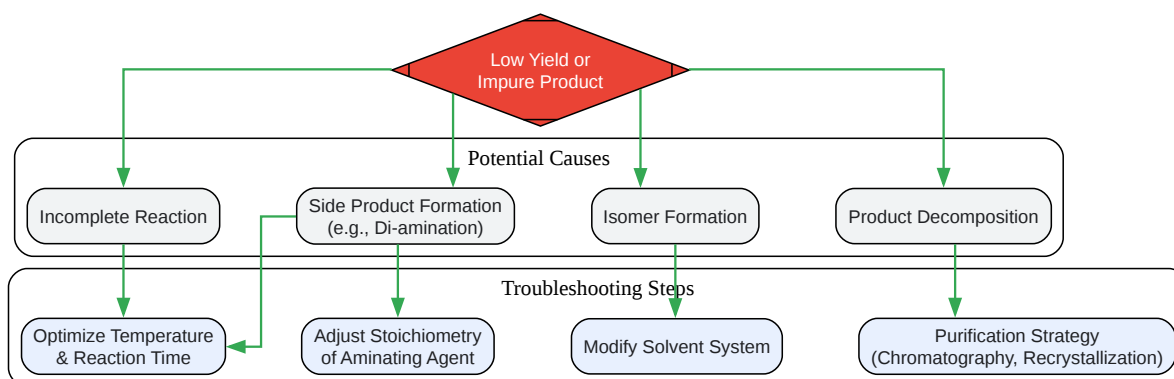 Low Yield or
Impure Product
Potential Causes
Incomplete Reaction
Side Product Formation
(e.g., Di-amination)
Isomer Formation
Product Decomposition
Troubleshooting Steps
Optimize Temperature
& Reaction Time
Adjust Stoichiometry
of Aminating Agent
Modify Solvent System
Purification Strategy
(Chromatography, Recrystallization)